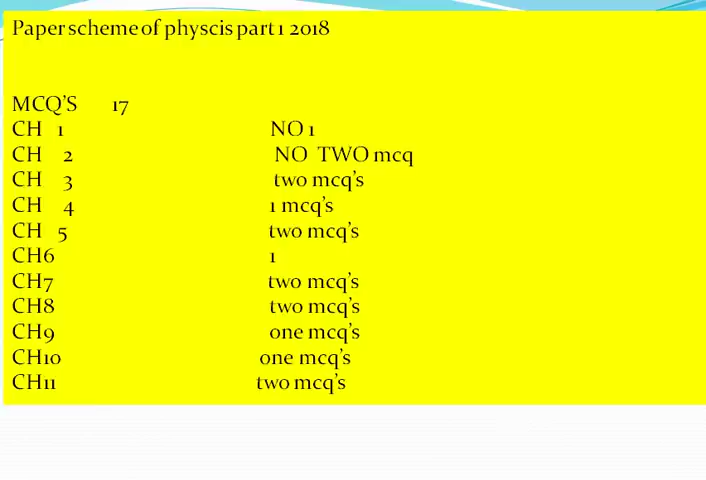 Paper scheme of physcis part 1 2018
MCQ'S 17
CH 1 NO 1
CH 2 NO TWO mcq
CH 3 two mcq's
CH 4 1 mcq's
CH 5 two mcq's
CH6 1
CH7 two mcq's
CH8 two mcq's
CH9 one mcq's
CH10 one mcq's
CH11 two mcq's